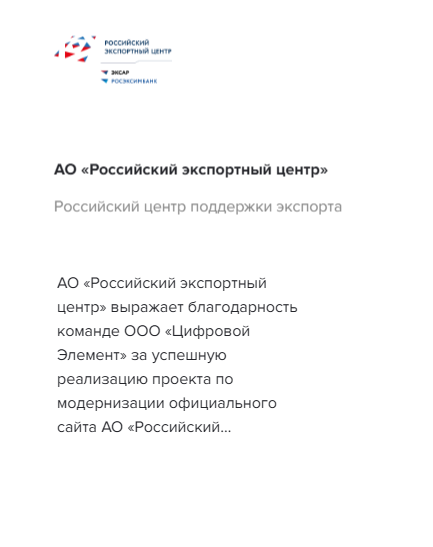 РОССИЙСКИЙ
ЭКСПОРТНЫЙ ЦЕНТР
ЭКСАР
РОСЭКСИМБАНК
АО «Российский экспортный центр»
Российский центр поддержки экспорта
АО «Российский экспортный
центр» выражает благодарность
команде ООО «Цифровой
Элемент» за успешную
реализацию проекта по
модернизации официального
сайта АО «Российский...